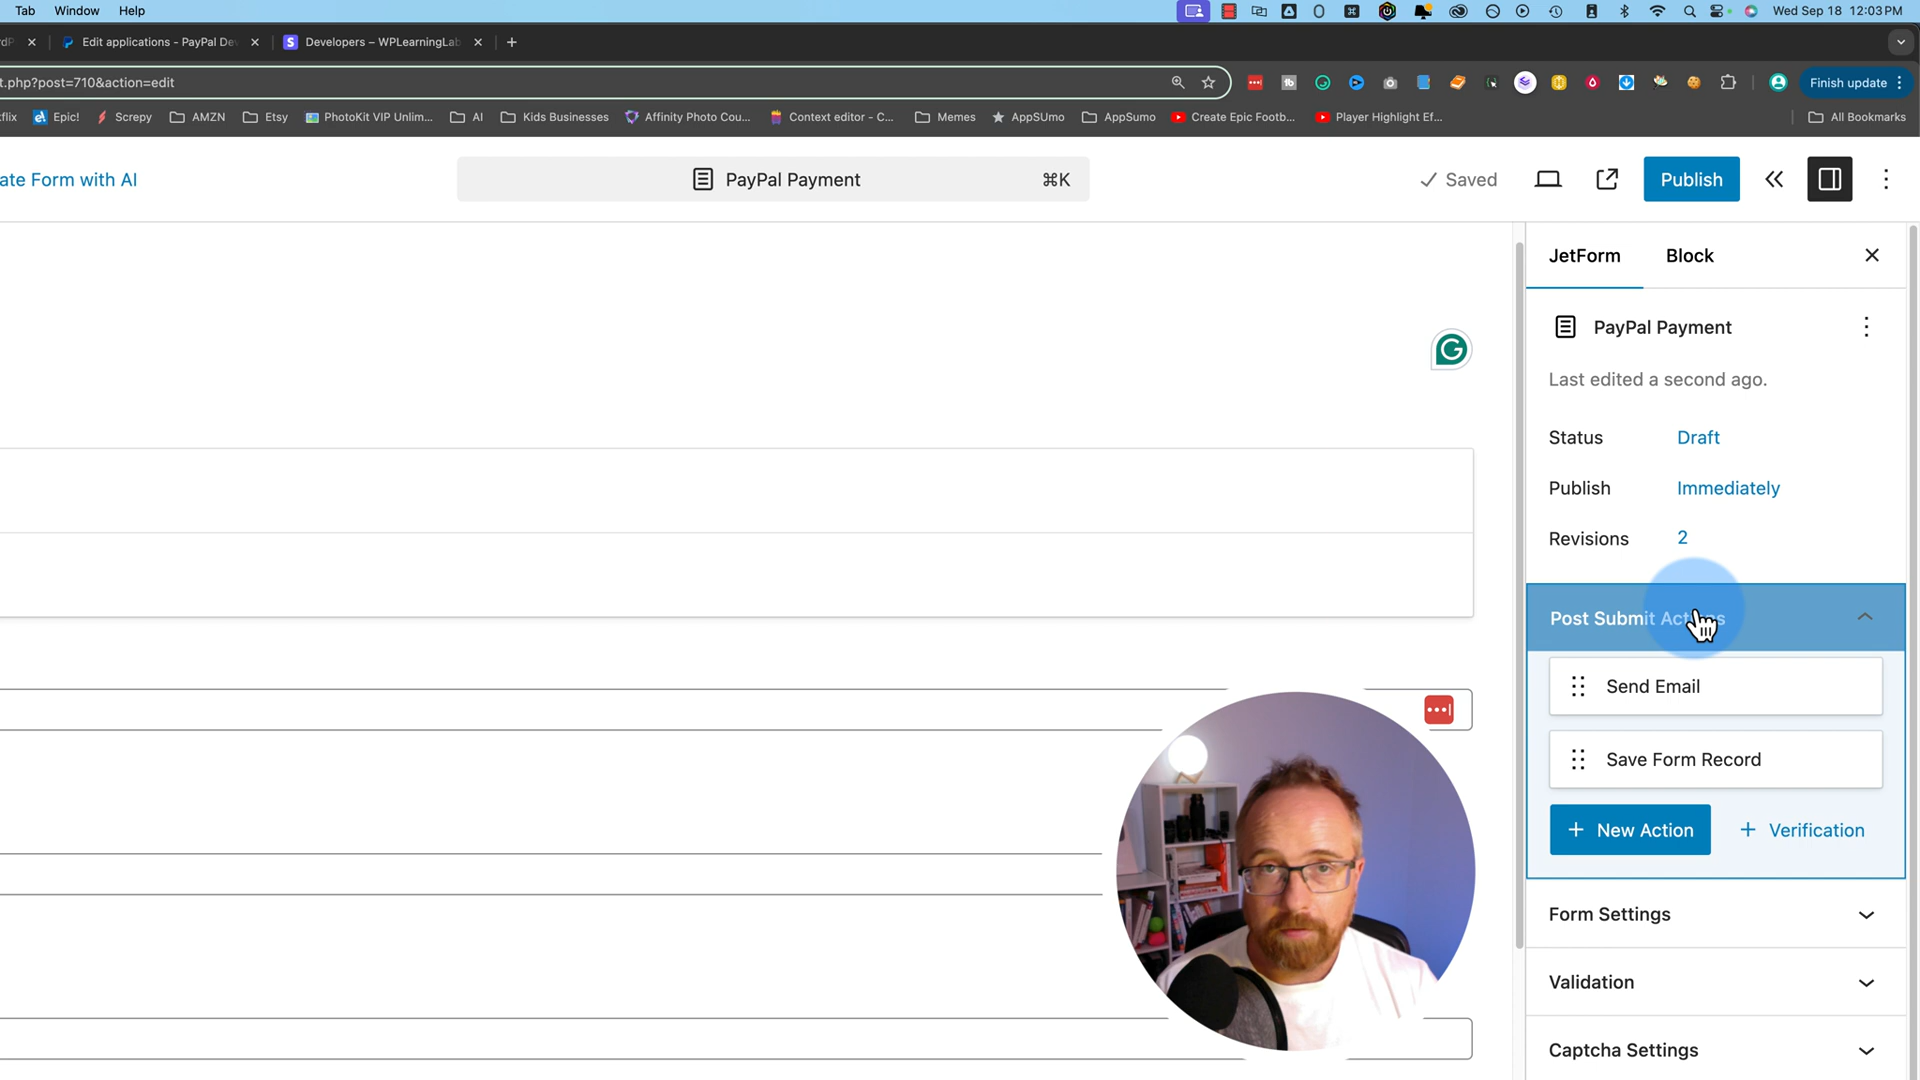 Tab Window Help Wed Sep 18 12:03 PM
Edit applications - PayPal De Developers – WPLearningLab
t.php?post=710&action=edit Finish update
flix Epic! Screpy AMZN Etsy PhotoKit VIP Unlim... AI Kids Businesses Affinity Photo Cou... Context editor - C... Memes AppSUmo AppSumo Create Epic Footb... Player Highlight Ef... All Bookmarks
ate Form with AI PayPal Payment ⌘K Saved Publish
JetForm Block
PayPal Payment
Last edited a second ago.
Status Draft
Publish Immediately
Revisions 2
Post Submit Actions
Send Email
Save Form Record
+ New Action + Verification
Form Settings
Validation
Captcha Settings